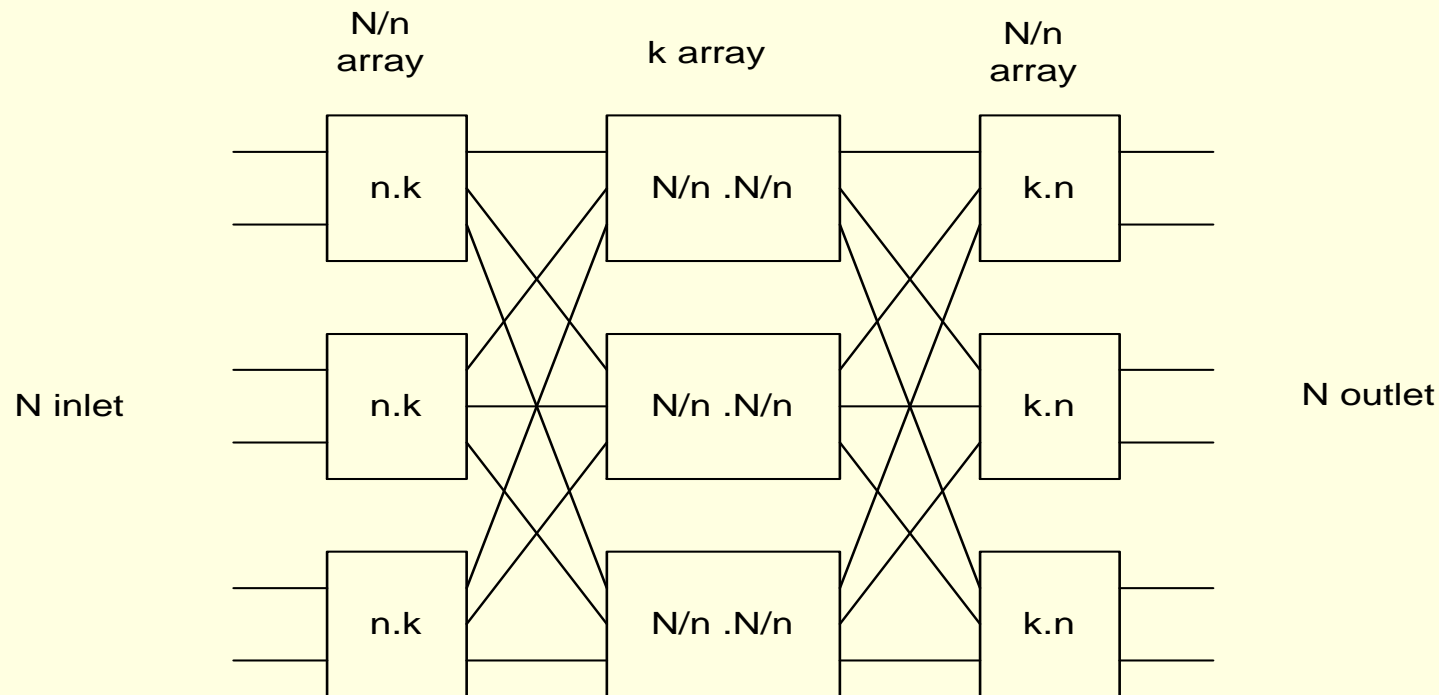 N/n
array
k array
N/n
array
n.k
N/n .N/n
k.n
N inlet
n.k
N/n .N/n
k.n
N outlet
n.k
N/n .N/n
k.n